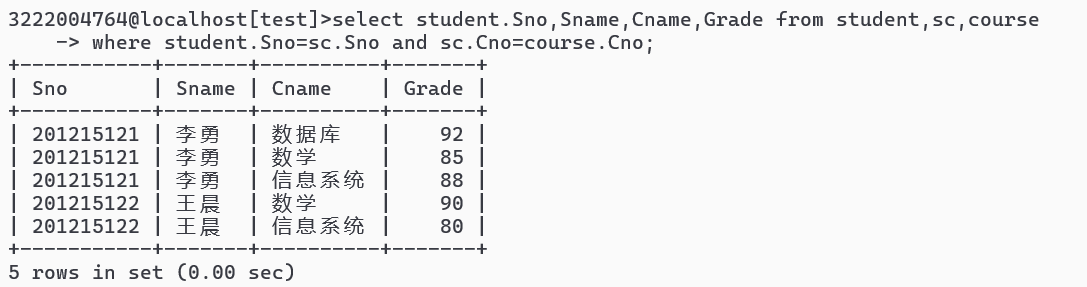 3222004764@localhost[test]>select student.Sno,Sname,Cname,Grade from student,sc,course
    -> where student.Sno=sc.Sno and sc.Cno=course.Cno;
+-----------+-------+----------+-------+
| Sno       | Sname | Cname    | Grade |
+-----------+-------+----------+-------+
| 201215121 | 李勇  | 数据库   |    92 |
| 201215121 | 李勇  | 数学     |    85 |
| 201215121 | 李勇  | 信息系统 |    88 |
| 201215122 | 王晨  | 数学     |    90 |
| 201215122 | 王晨  | 信息系统 |    80 |
+-----------+-------+----------+-------+
5 rows in set (0.00 sec)